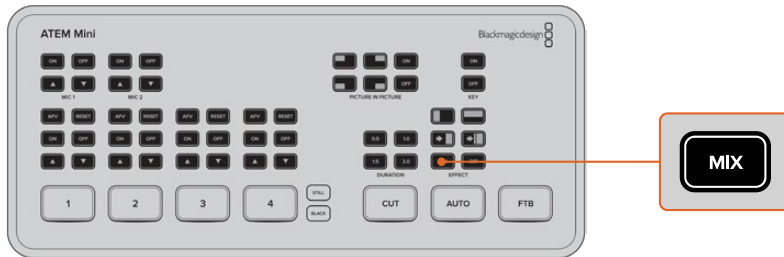 ATEM Mini
Blackmagicdesign
ON OFF ON OFF ON ON
▲ ▼ ▲ ▼ OFF OFF
MIC 1 MIC 2 PICTURE IN PICTURE KEY
AFV RESET AFV RESET AFV RESET AFV RESET
ON OFF ON OFF ON OFF ON OFF 0.5 1.0
▲ ▼ ▲ ▼ ▲ ▼ ▲ ▼ 1.5 2.0
DURATION EFFECT
MIX
1 2 3 4 STILL CUT AUTO FTB
BLACK